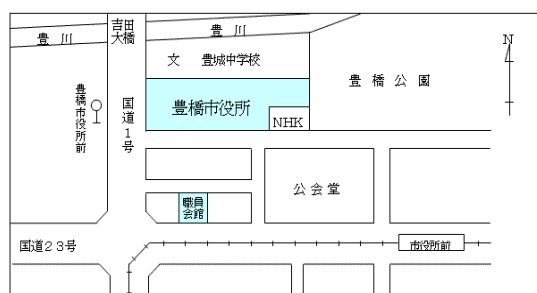 吉田
大橋
豊川
豊川
文 豊城中学校
N
豊橋公園
豊橋市役所
NHK
豊橋市役所前
国道1号
職員
会館
公会堂
国道23号
市役所前